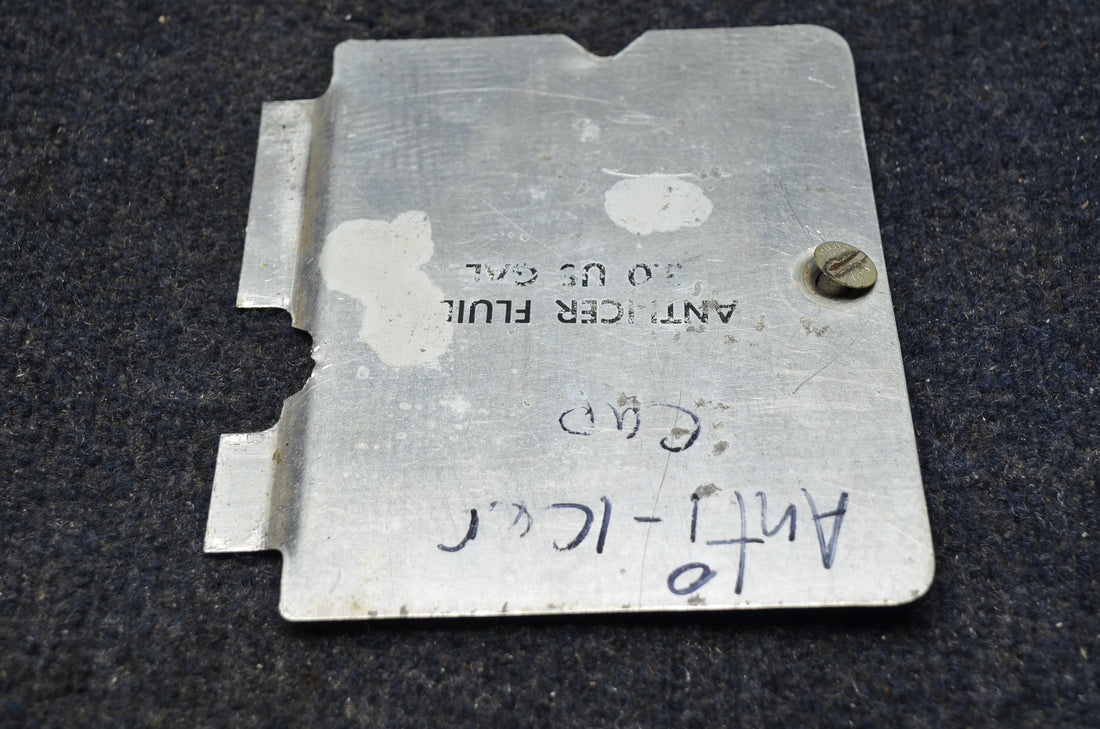 Anti-Icer
Cap
ANTI ICER FLUID
US GAL